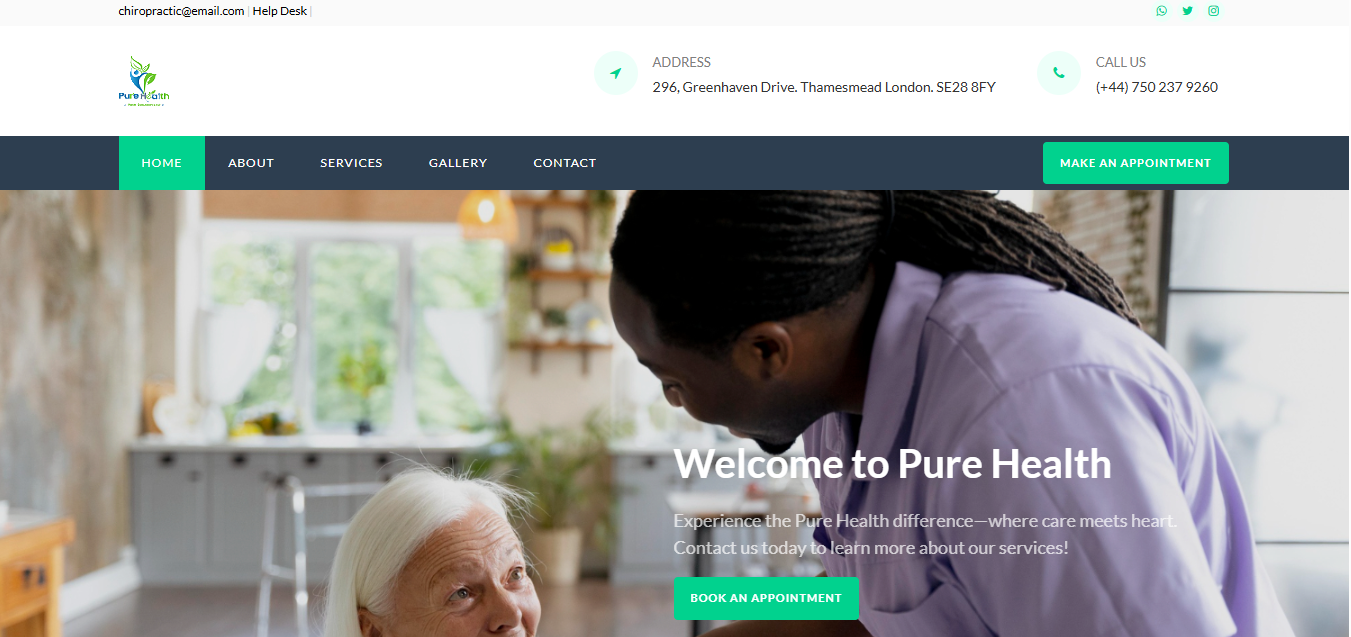 chiropractic@email.com | Help Desk |
Pure Health
ADDRESS
296, Greenhaven Drive. Thamesmead London. SE28 8FY
CALL US
(+44) 750 237 9260
HOME
ABOUT
SERVICES
GALLERY
CONTACT
MAKE AN APPOINTMENT
Welcome to Pure Health
Experience the Pure Health difference—where care meets heart.
Contact us today to learn more about our services!
BOOK AN APPOINTMENT